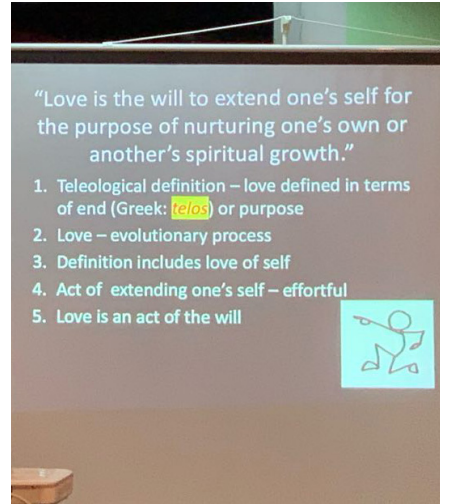 “Love is the will to extend one’s self for
the purpose of nurturing one’s own or
another’s spiritual growth.”
1. Teleological definition – love defined in terms
of end (Greek: telos) or purpose
2. Love – evolutionary process
3. Definition includes love of self
4. Act of extending one’s self – effortful
5. Love is an act of the will